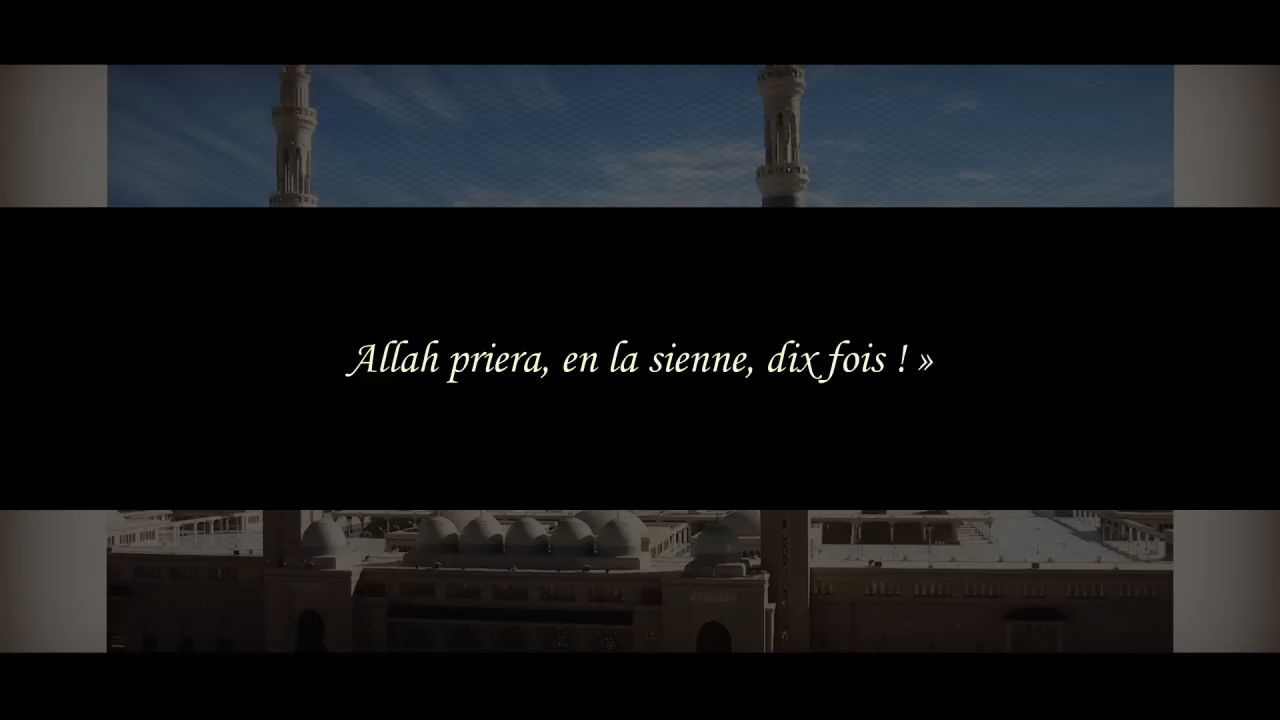 Allah priera, en la sienne, dix fois ! »